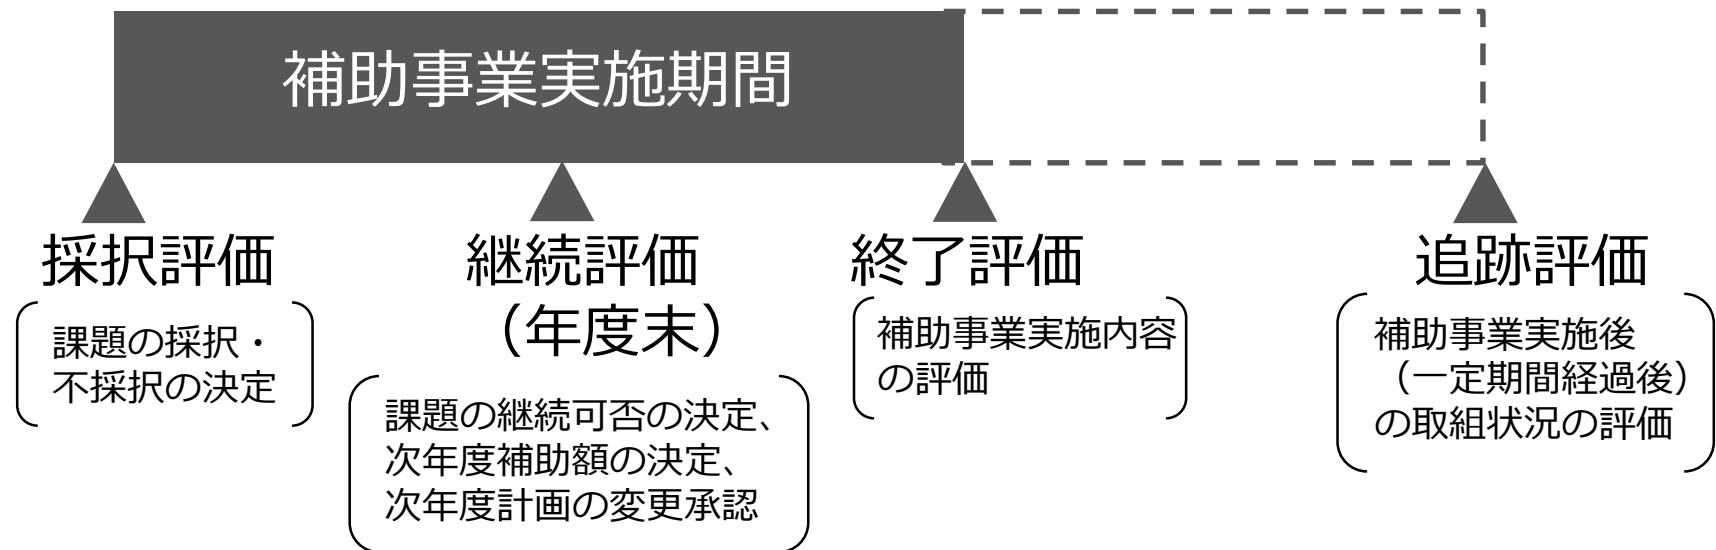 補助事業実施期間
採択評価
課題の採択・
不採択の決定
継続評価
（年度末）
課題の継続可否の決定、
次年度補助額の決定、
次年度計画の変更承認
終了評価
補助事業実施内容
の評価
追跡評価
補助事業実施後
（一定期間経過後）
の取組状況の評価